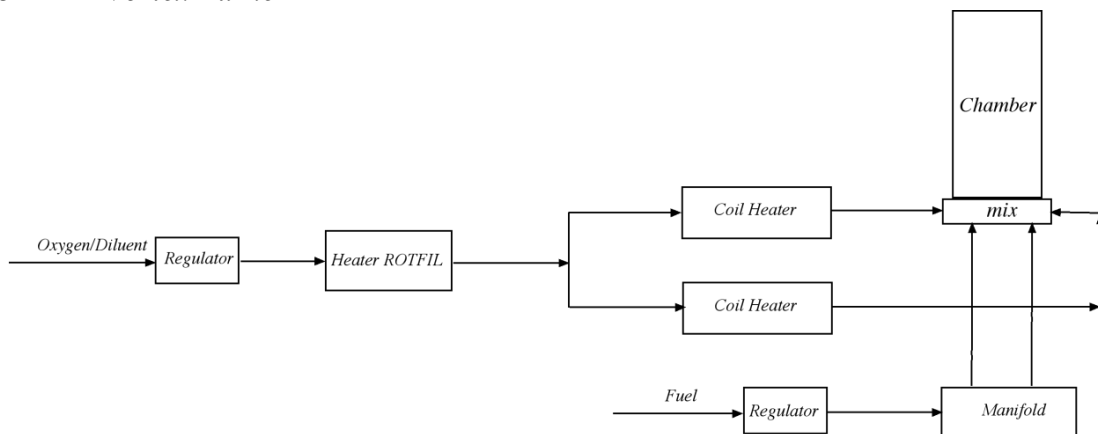 Chamber
Coil Heater
mix
Oxygen/Diluent
Regulator
Heater ROTFIL
Coil Heater
Fuel
Regulator
Manifold